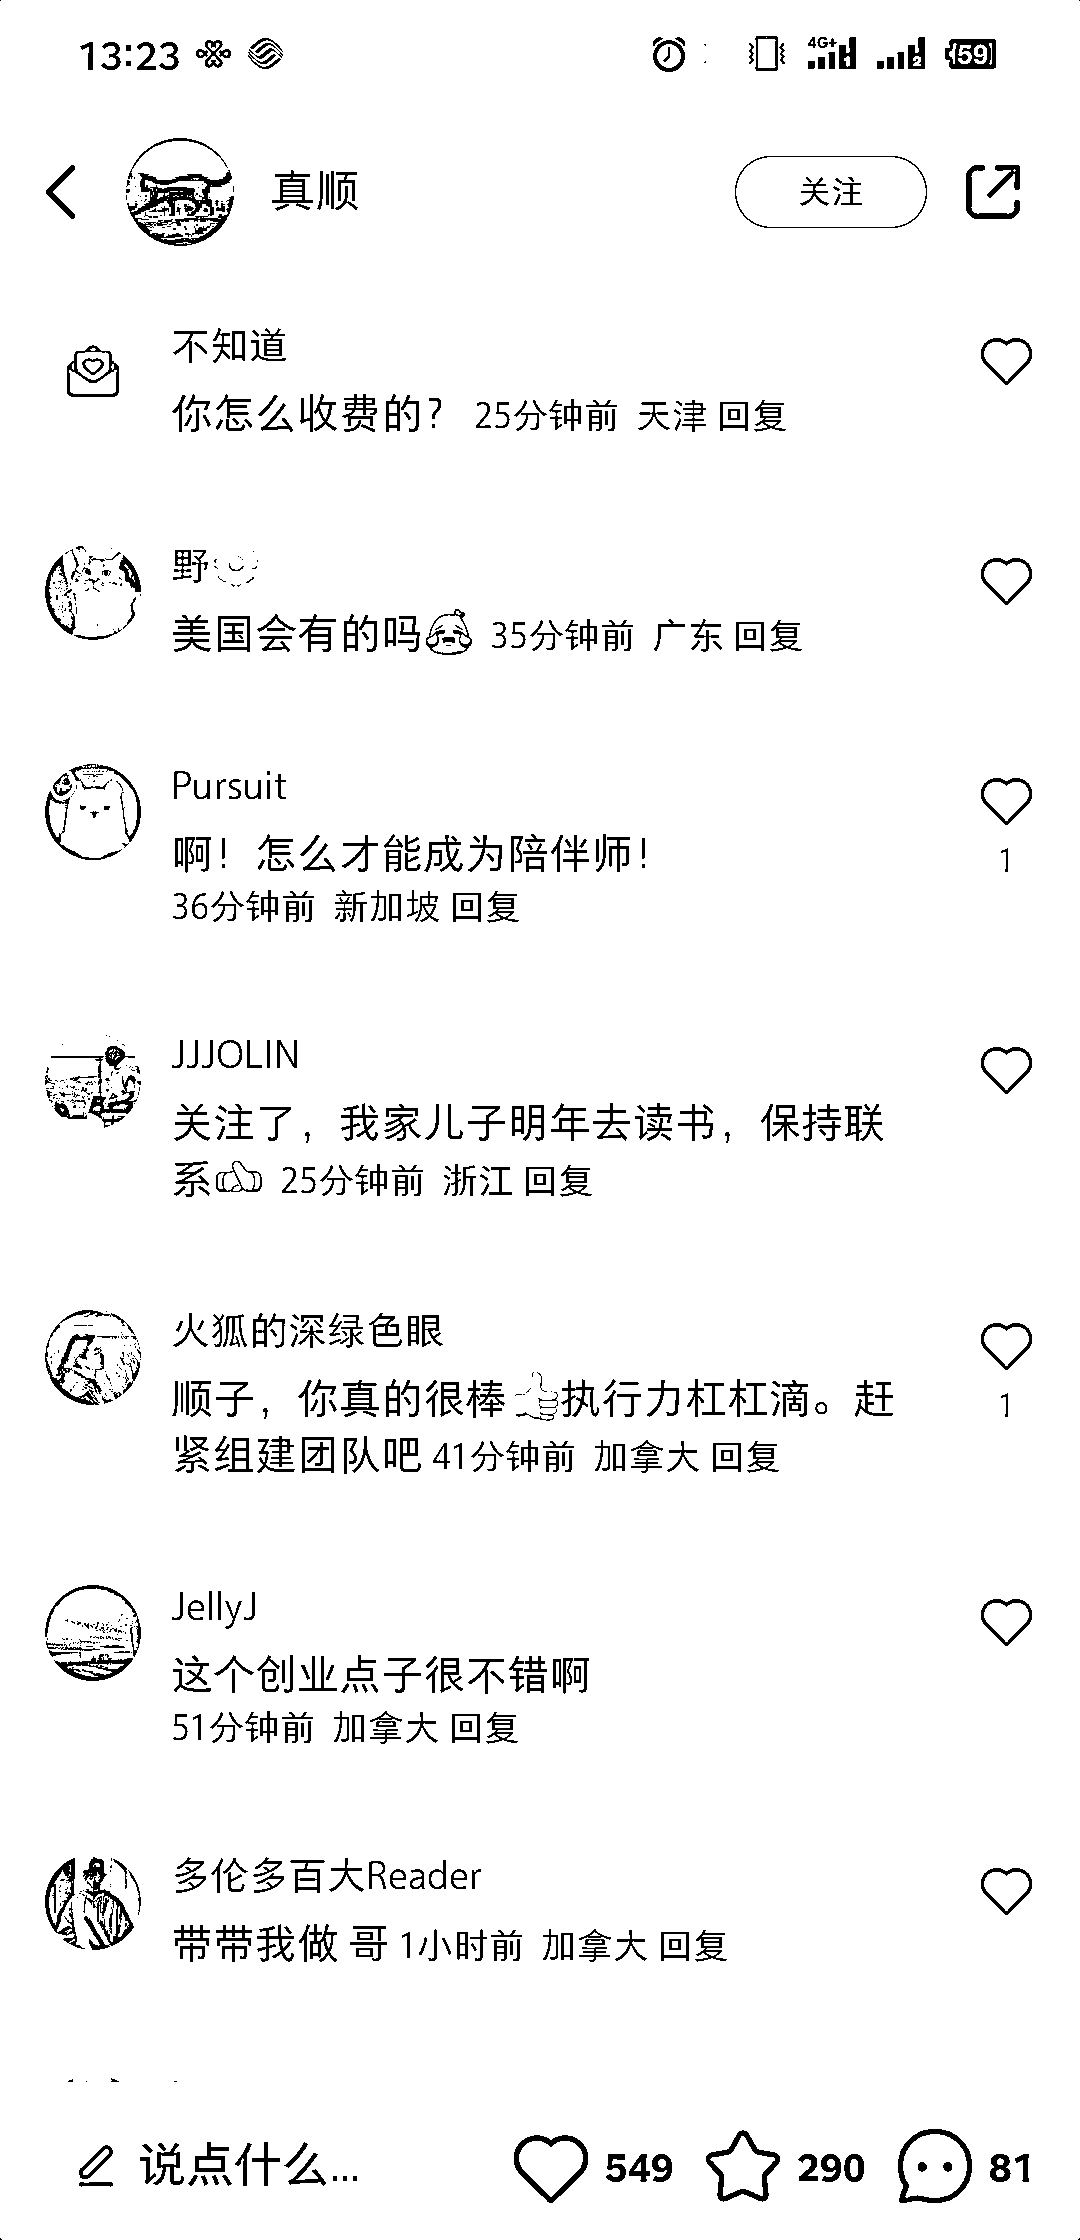 13:23 4G+ 1 2 59
真顺 关注
不知道
你怎么收费的？ 25分钟前 天津 回复
野
美国会有的吗 35分钟前 广东 回复
Pursuit
啊！怎么才能成为陪伴师！
1
36分钟前 新加坡 回复
JJJOLIN
关注了，我家儿子明年去读书，保持联
系 25分钟前 浙江 回复
火狐的深绿色眼
顺子，你真的很棒👍执行力杠杠滴。赶
1
紧组建团队吧 41分钟前 加拿大 回复
JellyJ
这个创业点子很不错啊
51分钟前 加拿大 回复
多伦多百大Reader
带带我做 哥 1小时前 加拿大 回复
说点什么... 549 290 81